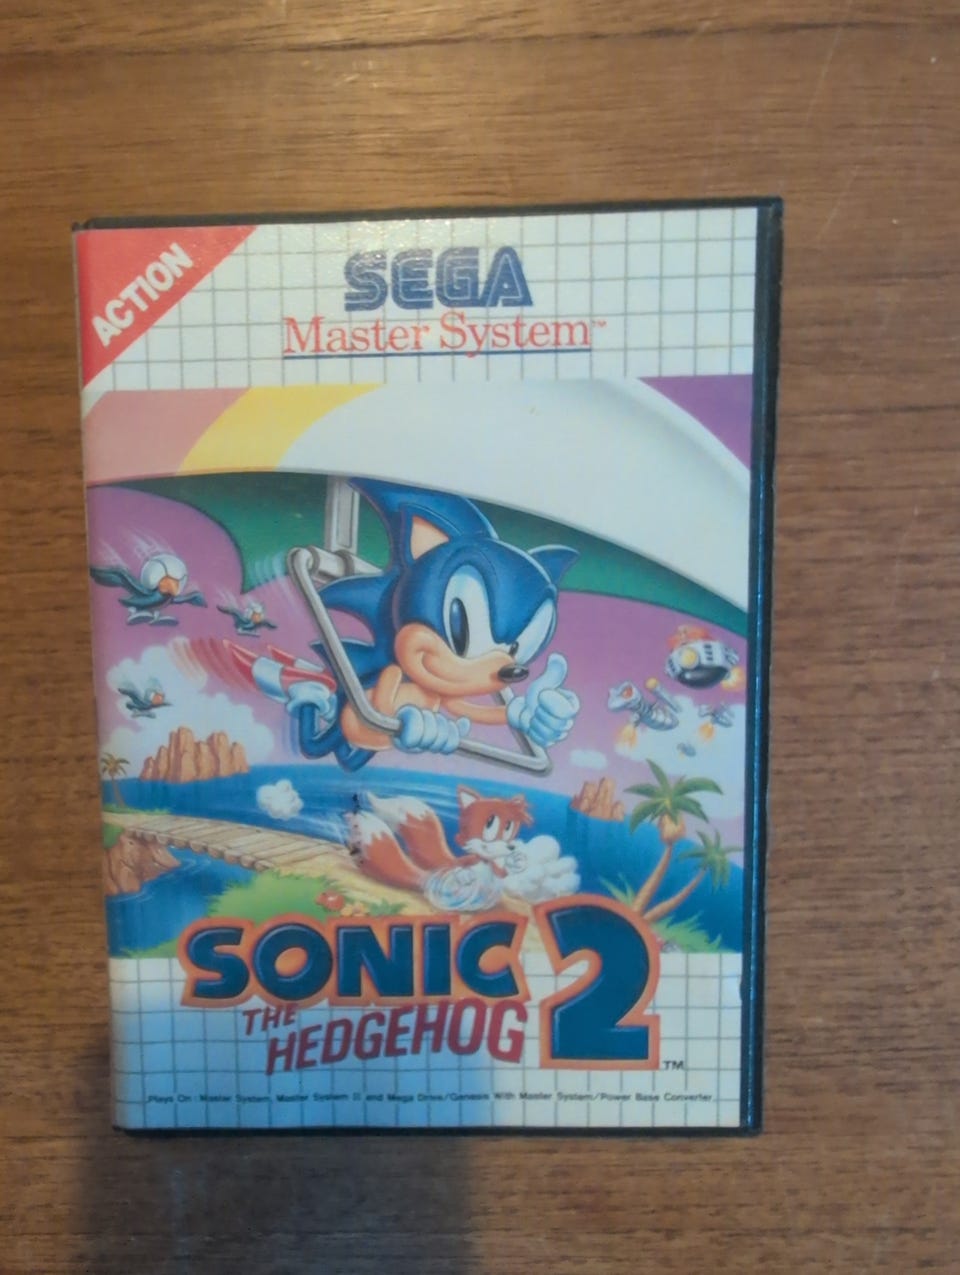 ACTION
SEGA
Master System™
SONIC
THE
HEDGEHOG
2
TM
Plays On: Master System, Master System II and Mega Drive/Genesis With Master System/Power Base Converter.